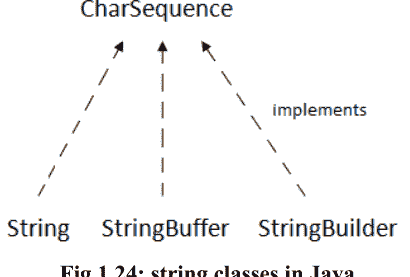 CharSequence
implements
String StringBuffer StringBuilder
Fig 1.24: string classes in Java